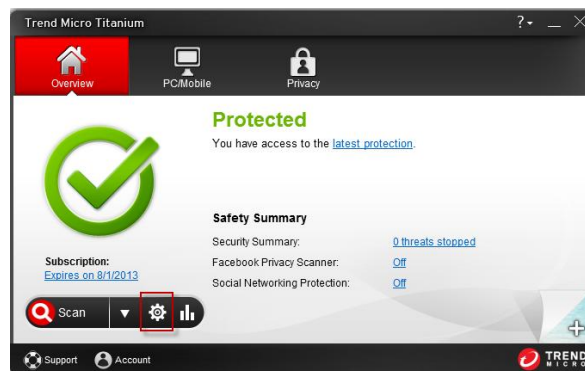 Trend Micro Titanium
?
Overview
PC/Mobile
Privacy
Protected
You have access to the latest protection.
Safety Summary
Security Summary: 0 threats stopped
Facebook Privacy Scanner: Off
Social Networking Protection: Off
Subscription:
Expires on 8/1/2013
Scan
Support
Account
TREND
MICRO